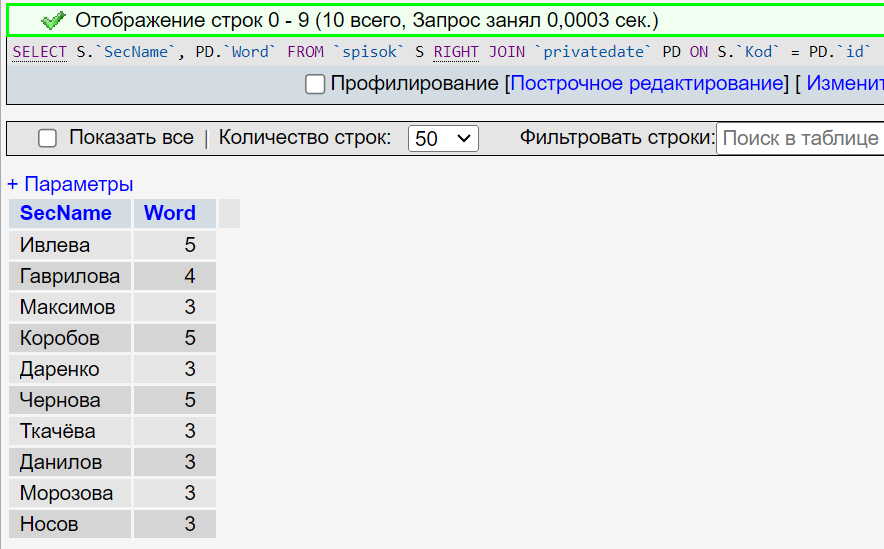 Отображение строк 0 - 9 (10 всего, Запрос занял 0,0003 сек.)
SELECT S.`SecName`, PD.`Word` FROM `spisok` S RIGHT JOIN `privatedate` PD ON S.`Kod` = PD.`id`
Профилирование [Построчное редактирование] [ Изменит
Показать все | Количество строк: 50 Фильтровать строки: Поиск в таблице
+ Параметры
SecName Word
Ивлева 5
Гаврилова 4
Максимов 3
Коробов 5
Даренко 3
Чернова 5
Ткачёва 3
Данилов 3
Морозова 3
Носов 3